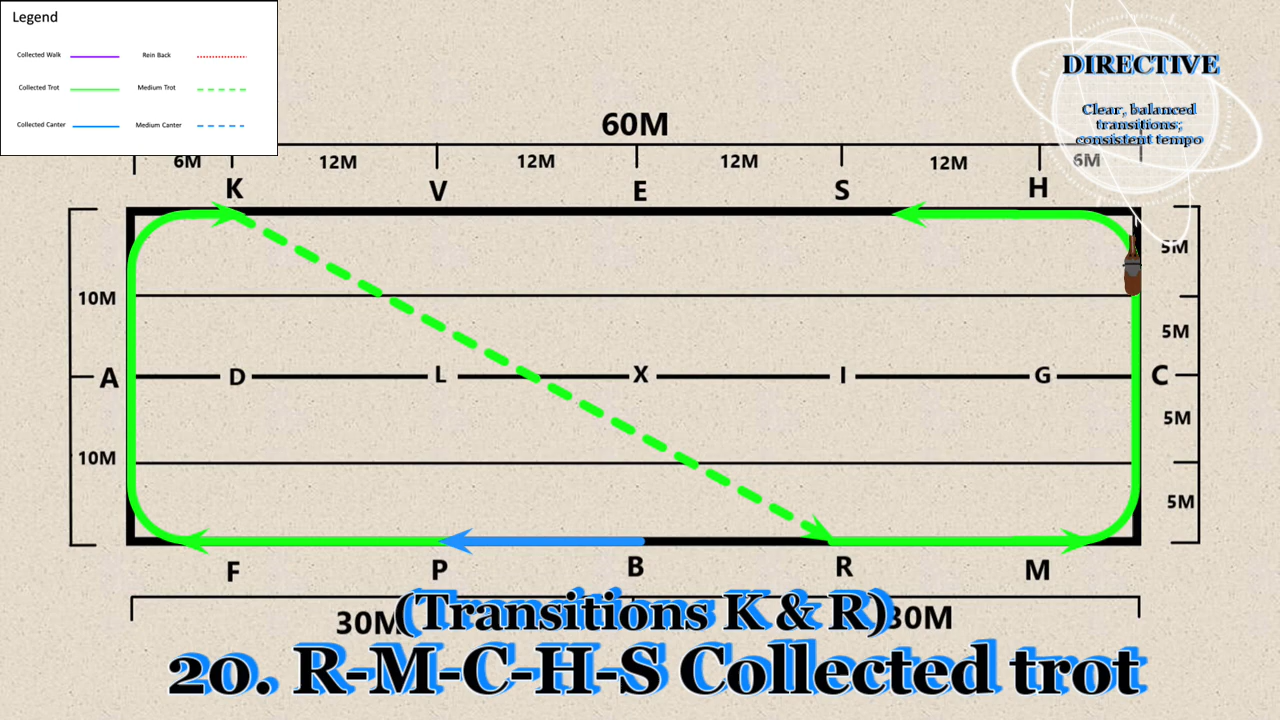 Legend
Collected Walk
Rein Back
Collected Trot
Medium Trot
Collected Canter
Medium Canter
DIRECTIVE
Clear, balanced
transitions;
consistent tempo
60M
6M 12M 12M 12M 12M 6M
K V E S H
5M
10M
5M
A D L X I G C
5M
10M
5M
F P B R M
30M 30M
(Transitions K & R)
20. R-M-C-H-S Collected trot